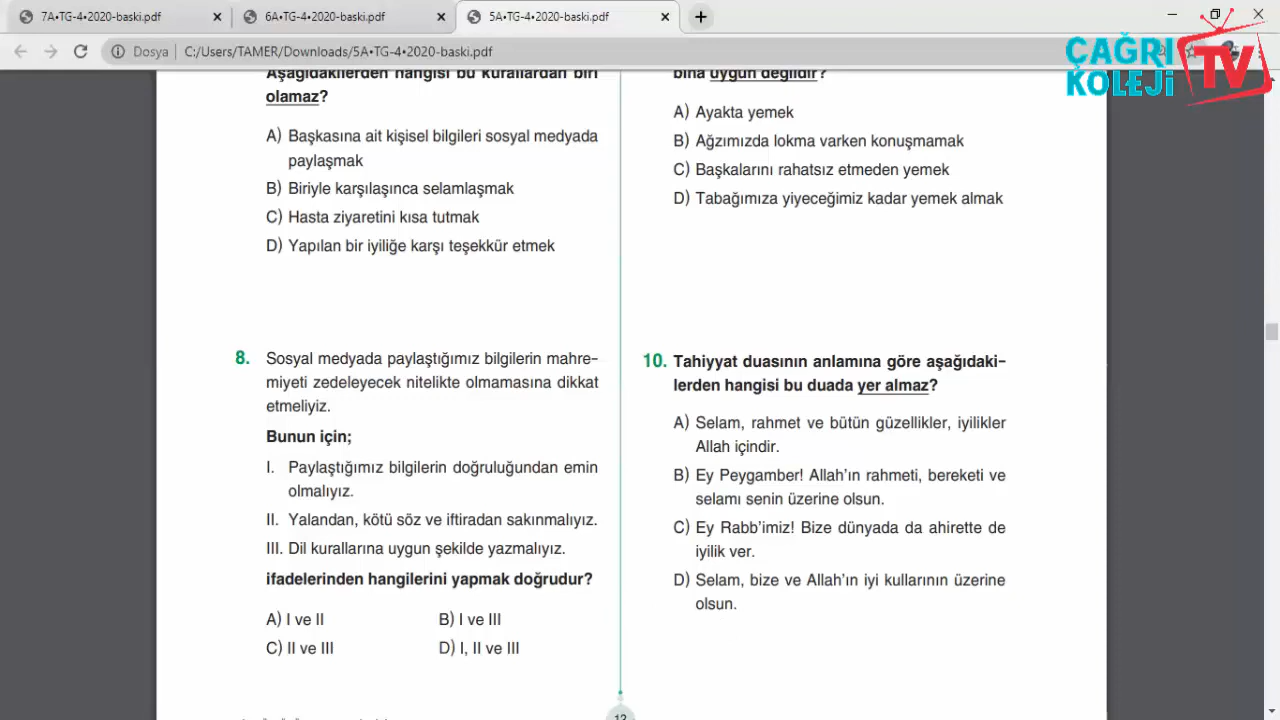 7A•TG-4•2020-baski.pdf
6A•TG-4•2020-baski.pdf
5A•TG-4•2020-baski.pdf
Dosya
C:/Users/TAMER/Downloads/5A•TG-4•2020-baski.pdf
ÇAĞRI
KOLEJİ
TV
Aşağıdakilerden hangisi bu kurallardan biri
olamaz?
A) Başkasına ait kişisel bilgileri sosyal medyada
paylaşmak
B) Biriyle karşılaşınca selamlaşmak
C) Hasta ziyaretini kısa tutmak
D) Yapılan bir iyiliğe karşı teşekkür etmek
8. Sosyal medyada paylaştığımız bilgilerin mahre-
miyeti zedeleyecek nitelikte olmamasına dikkat
etmeliyiz.
Bunun için;
I. Paylaştığımız bilgilerin doğruluğundan emin
olmalıyız.
II. Yalandan, kötü söz ve iftiradan sakınmalıyız.
III. Dil kurallarına uygun şekilde yazmalıyız.
ifadelerinden hangilerini yapmak doğrudur?
A) I ve II
B) I ve III
C) II ve III
D) I, II ve III
bına uygun değildir?
A) Ayakta yemek
B) Ağzımızda lokma varken konuşmamak
C) Başkalarını rahatsız etmeden yemek
D) Tabağımıza yiyeceğimiz kadar yemek almak
10. Tahiyyat duasının anlamına göre aşağıdaki-
lerden hangisi bu duada yer almaz?
A) Selam, rahmet ve bütün güzellikler, iyilikler
Allah içindir.
B) Ey Peygamber! Allah'ın rahmeti, bereketi ve
selamı senin üzerine olsun.
C) Ey Rabb'imiz! Bize dünyada da ahirette de
iyilik ver.
D) Selam, bize ve Allah'ın iyi kullarının üzerine
olsun.